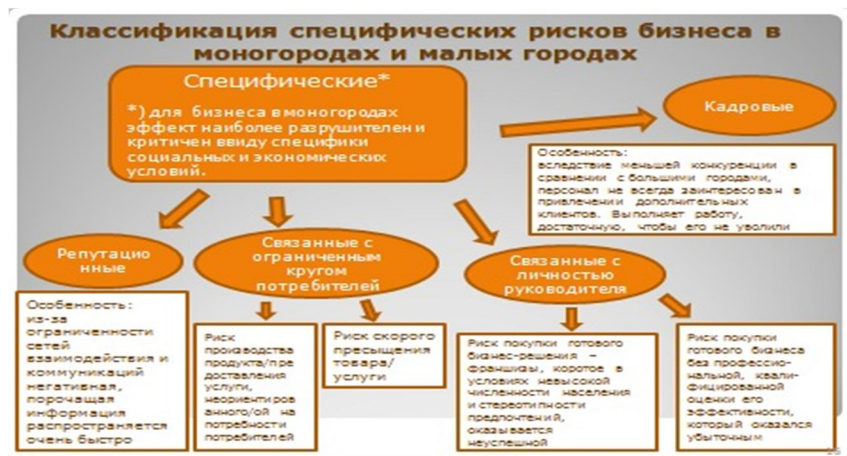 Классификация специфических рисков бизнеса в
моногородах и малых городах
Специфические*
*) для бизнеса в моногородах
эффект наиболее разрушителен и
критичен ввиду специфики
социальных и экономических
условий.
Кадровые
Особенность:
вследствие меньшей конкуренции в
сравнении с большими городами,
персонал не всегда заинтересован в
привлечении дополнительных
клиентов. Выполняет работу,
достаточную, чтобы его не уволили
Репутацио
нные
Связанные с
ограниченным
кругом
потребителей
Связанные с
личностью
руководителя
Особенность:
из-за
ограниченности
сетей
взаимодействия и
коммуникаций
негативная,
порочащая
информация
распространяется
очень быстро
Риск
производства
продукта/пре
доставления
услуги,
неориентиров
анного/ой на
потребности
потребителей
Риск скорого
пресыщения
товара/
услуги
Риск покупки готового
бизнес-решения –
франшизы, коротое в
условиях невысокой
численности населения
и стереотипности
предпочтений,
оказывается
неуспешной
Риск покупки
готового бизнеса
без профессио-
нальной, квали-
фицированной
оценки его
эффективности,
который оказался
убыточным
16